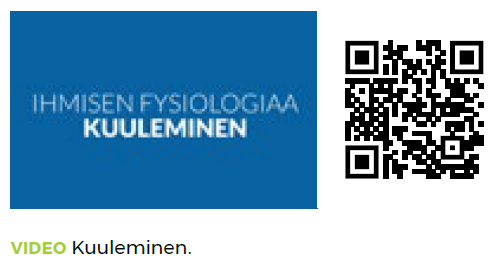 IHMISEN FYSIOLOGIAA
KUULEMINEN
VIDEO Kuuleminen.